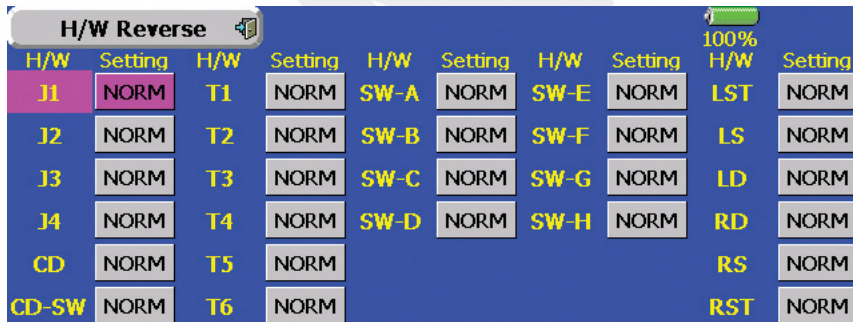 H/W Reverse
100%
H/W Setting H/W Setting H/W Setting H/W Setting H/W Setting
J1 NORM T1 NORM SW-A NORM SW-E NORM LST NORM
J2 NORM T2 NORM SW-B NORM SW-F NORM LS NORM
J3 NORM T3 NORM SW-C NORM SW-G NORM LD NORM
J4 NORM T4 NORM SW-D NORM SW-H NORM RD NORM
CD NORM T5 NORM RS NORM
CD-SW NORM T6 NORM RST NORM